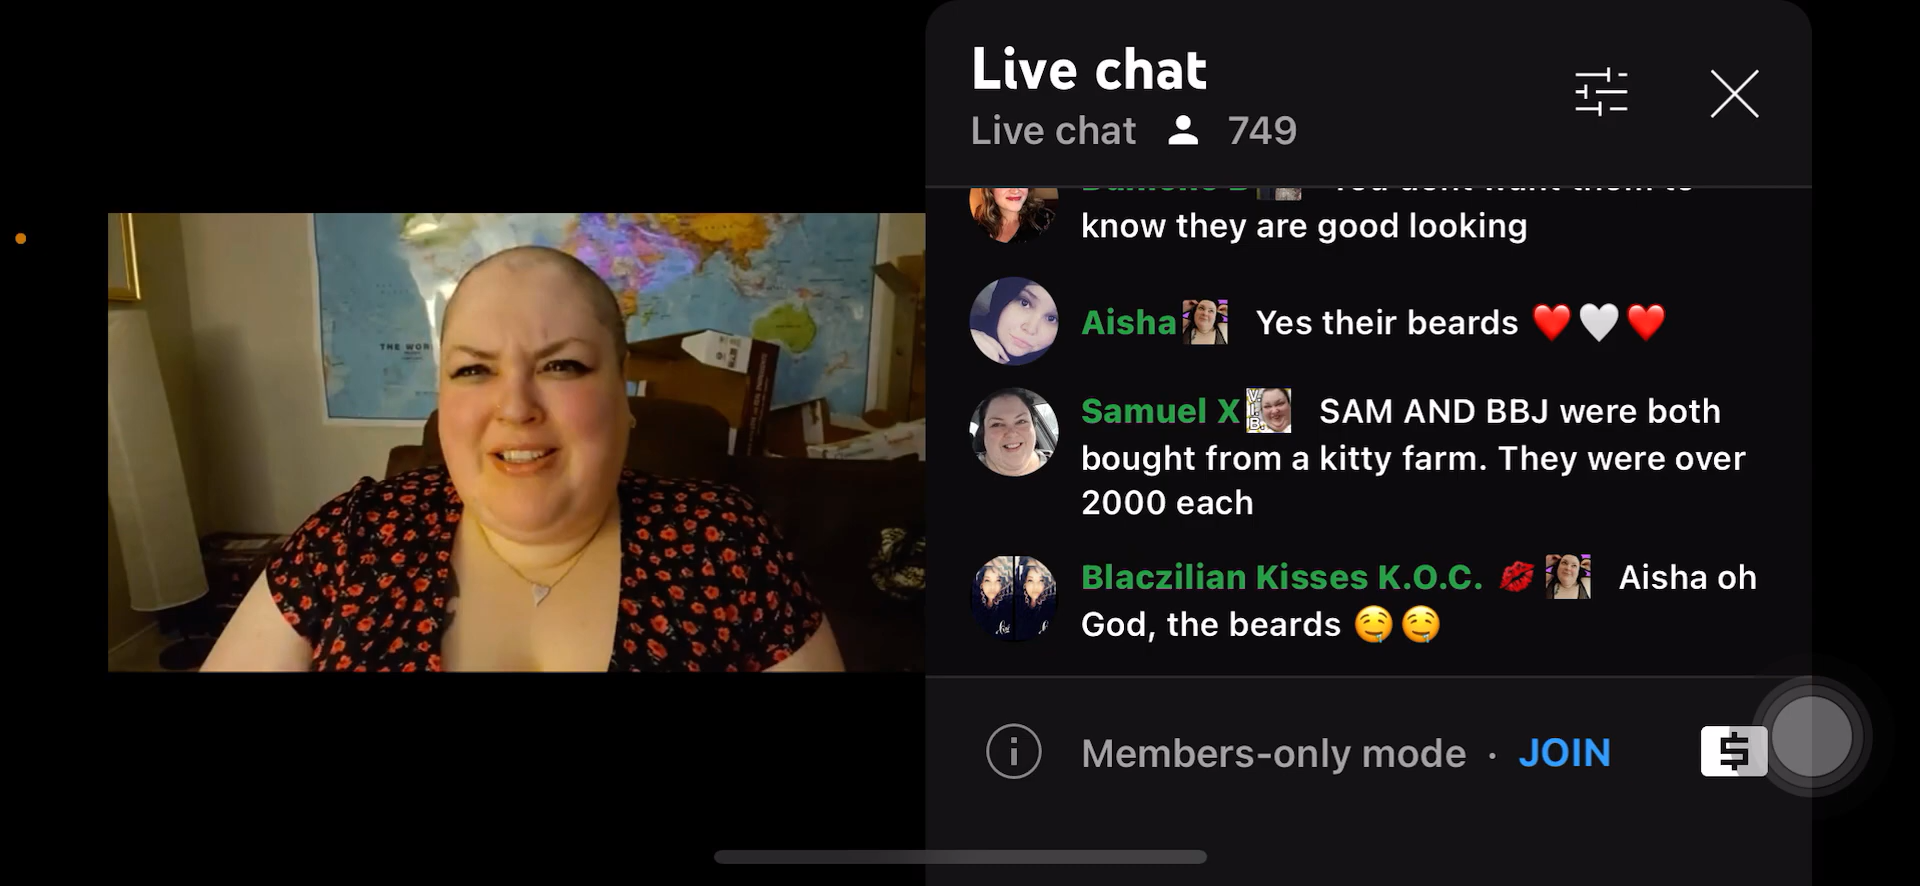 Live chat
Live chat 749
know they are good looking
Aisha Yes their beards ❤️🤍❤️
Samuel X SAM AND BBJ were both
bought from a kitty farm. They were over
2000 each
Blaczilian Kisses K.O.C. 💋 Aisha oh
God, the beards 🤤🤤
Members-only mode · JOIN
THE WOR